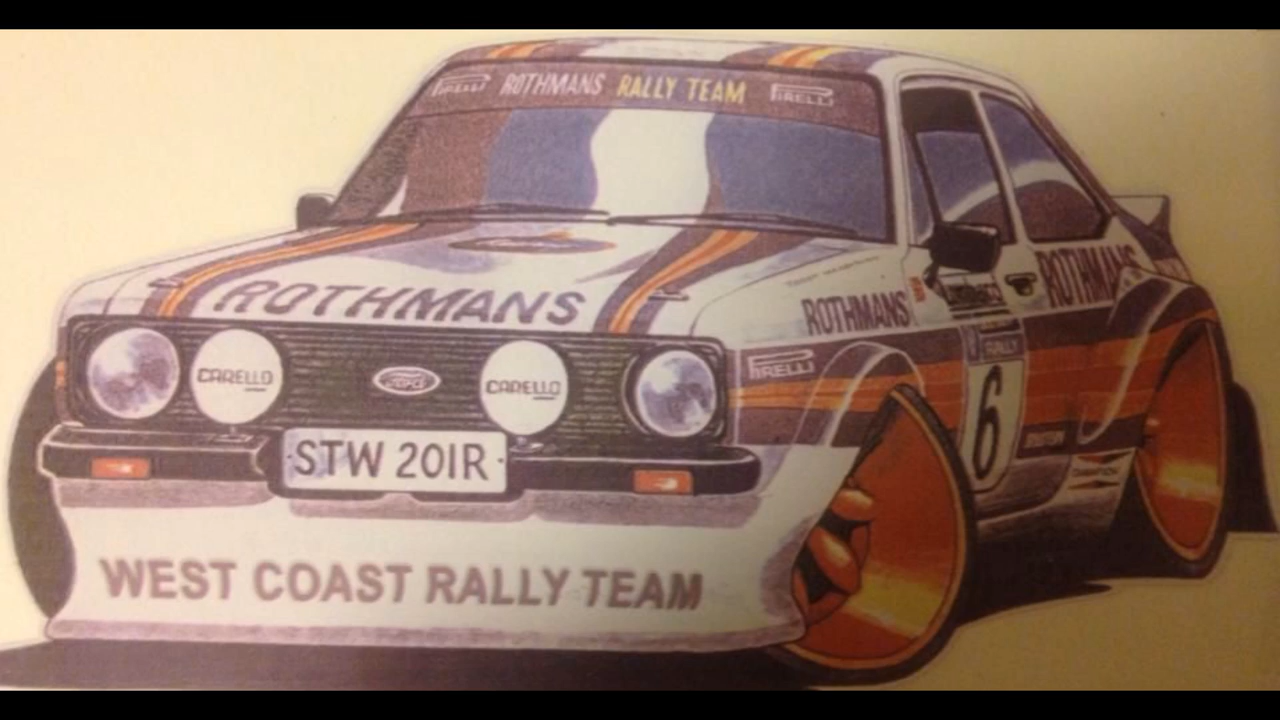 PIRELLI ROTHMANS RALLY TEAM PIRELLI
ROTHMANS
ROTHMANS
ROTHMANS
PIRELLI
CARELLO
Ford
CARELLO
RALLY
6
STW 201R
WEST COAST RALLY TEAM